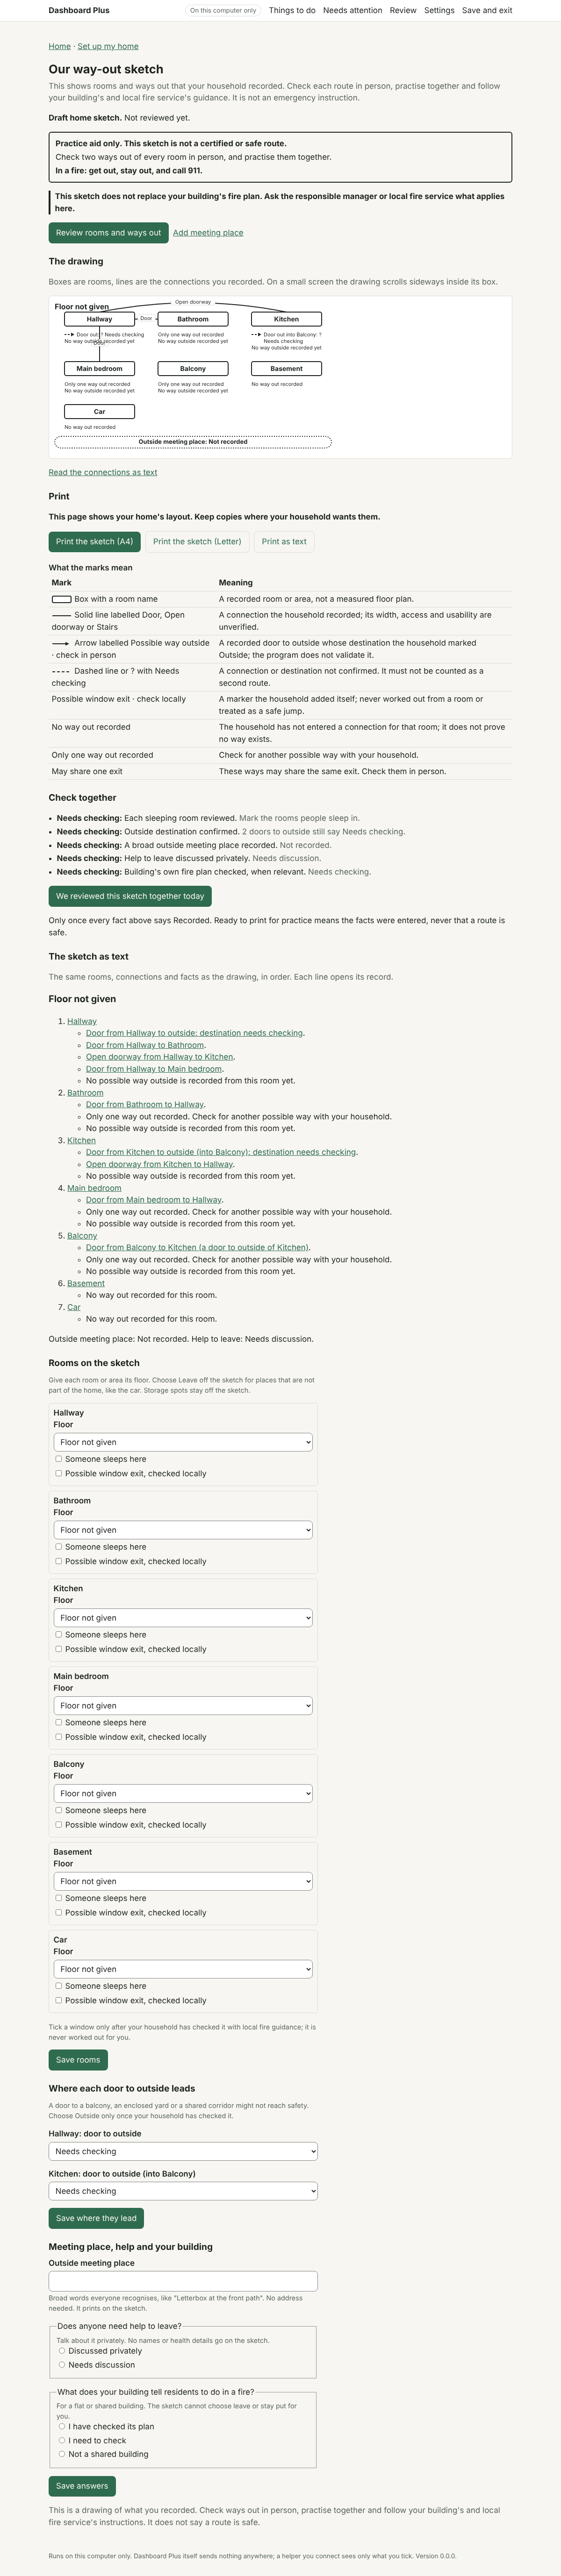 Dashboard Plus
On this computer only
Things to do
Needs attention
Review
Settings
Save and exit
Home · Set up my home
Our way-out sketch
This shows rooms and ways out that your household recorded. Check each route in person, practise together and follow
your building's and local fire service's guidance. It is not an emergency instruction.
Draft home sketch. Not reviewed yet.
Practice aid only. This sketch is not a certified or safe route.
Check two ways out of every room in person, and practise them together.
In a fire: get out, stay out, and call 911.
This sketch does not replace your building's fire plan. Ask the responsible manager or local fire service what applies
here.
Review rooms and ways out
Add meeting place
The drawing
Boxes are rooms, lines are the connections you recorded. On a small screen the drawing scrolls sideways inside its box.
Floor not given
Open doorway
Hallway
Door
Bathroom
Kitchen
Door out: ? Needs checking
No way outside recorded yet
Door
Only one way out recorded
No way outside recorded yet
Door out into Balcony: ?
Needs checking
No way outside recorded yet
Main bedroom
Balcony
Basement
Only one way out recorded
No way outside recorded yet
Only one way out recorded
No way outside recorded yet
No way out recorded
Car
No way out recorded
Outside meeting place: Not recorded
Read the connections as text
Print
This page shows your home's layout. Keep copies where your household wants them.
Print the sketch (A4)
Print the sketch (Letter)
Print as text
What the marks mean
Mark
Meaning
Box with a room name
A recorded room or area, not a measured floor plan.
Solid line labelled Door, Open
doorway or Stairs
A connection the household recorded; its width, access and usability are
unverified.
Arrow labelled Possible way outside
· check in person
A recorded door to outside whose destination the household marked
Outside; the program does not validate it.
Dashed line or ? with Needs
checking
A connection or destination not confirmed. It must not be counted as a
second route.
Possible window exit · check locally
A marker the household added itself; never worked out from a room or
treated as a safe jump.
No way out recorded
The household has not entered a connection for that room; it does not prove
no way exists.
Only one way out recorded
Check for another possible way with your household.
May share one exit
These ways may share the same exit. Check them in person.
Check together
Needs checking: Each sleeping room reviewed. Mark the rooms people sleep in.
Needs checking: Outside destination confirmed. 2 doors to outside still say Needs checking.
Needs checking: A broad outside meeting place recorded. Not recorded.
Needs checking: Help to leave discussed privately. Needs discussion.
Needs checking: Building's own fire plan checked, when relevant. Needs checking.
We reviewed this sketch together today
Only once every fact above says Recorded. Ready to print for practice means the facts were entered, never that a route is
safe.
The sketch as text
The same rooms, connections and facts as the drawing, in order. Each line opens its record.
Floor not given
1. Hallway
Door from Hallway to outside: destination needs checking.
Door from Hallway to Bathroom.
Open doorway from Hallway to Kitchen.
Door from Hallway to Main bedroom.
No possible way outside is recorded from this room yet.
2. Bathroom
Door from Bathroom to Hallway.
Only one way out recorded. Check for another possible way with your household.
No possible way outside is recorded from this room yet.
3. Kitchen
Door from Kitchen to outside (into Balcony): destination needs checking.
Open doorway from Kitchen to Hallway.
No possible way outside is recorded from this room yet.
4. Main bedroom
Door from Main bedroom to Hallway.
Only one way out recorded. Check for another possible way with your household.
No possible way outside is recorded from this room yet.
5. Balcony
Door from Balcony to Kitchen (a door to outside of Kitchen).
Only one way out recorded. Check for another possible way with your household.
No possible way outside is recorded from this room yet.
6. Basement
No way out recorded for this room.
7. Car
No way out recorded for this room.
Outside meeting place: Not recorded. Help to leave: Needs discussion.
Rooms on the sketch
Give each room or area its floor. Choose Leave off the sketch for places that are not
part of the home, like the car. Storage spots stay off the sketch.
Hallway
Floor
Floor not given
Someone sleeps here
Possible window exit, checked locally
Bathroom
Floor
Floor not given
Someone sleeps here
Possible window exit, checked locally
Kitchen
Floor
Floor not given
Someone sleeps here
Possible window exit, checked locally
Main bedroom
Floor
Floor not given
Someone sleeps here
Possible window exit, checked locally
Balcony
Floor
Floor not given
Someone sleeps here
Possible window exit, checked locally
Basement
Floor
Floor not given
Someone sleeps here
Possible window exit, checked locally
Car
Floor
Floor not given
Someone sleeps here
Possible window exit, checked locally
Tick a window only after your household has checked it with local fire guidance; it is
never worked out for you.
Save rooms
Where each door to outside leads
A door to a balcony, an enclosed yard or a shared corridor might not reach safety.
Choose Outside only once your household has checked it.
Hallway: door to outside
Needs checking
Kitchen: door to outside (into Balcony)
Needs checking
Save where they lead
Meeting place, help and your building
Outside meeting place
Broad words everyone recognises, like "Letterbox at the front path". No address
needed. It prints on the sketch.
Does anyone need help to leave?
Talk about it privately. No names or health details go on the sketch.
Discussed privately
Needs discussion
What does your building tell residents to do in a fire?
For a flat or shared building. The sketch cannot choose leave or stay put for
you.
I have checked its plan
I need to check
Not a shared building
Save answers
This is a drawing of what you recorded. Check ways out in person, practise together and follow your building's and local
fire service's instructions. It does not say a route is safe.
Runs on this computer only. Dashboard Plus itself sends nothing anywhere; a helper you connect sees only what you tick. Version 0.0.0.